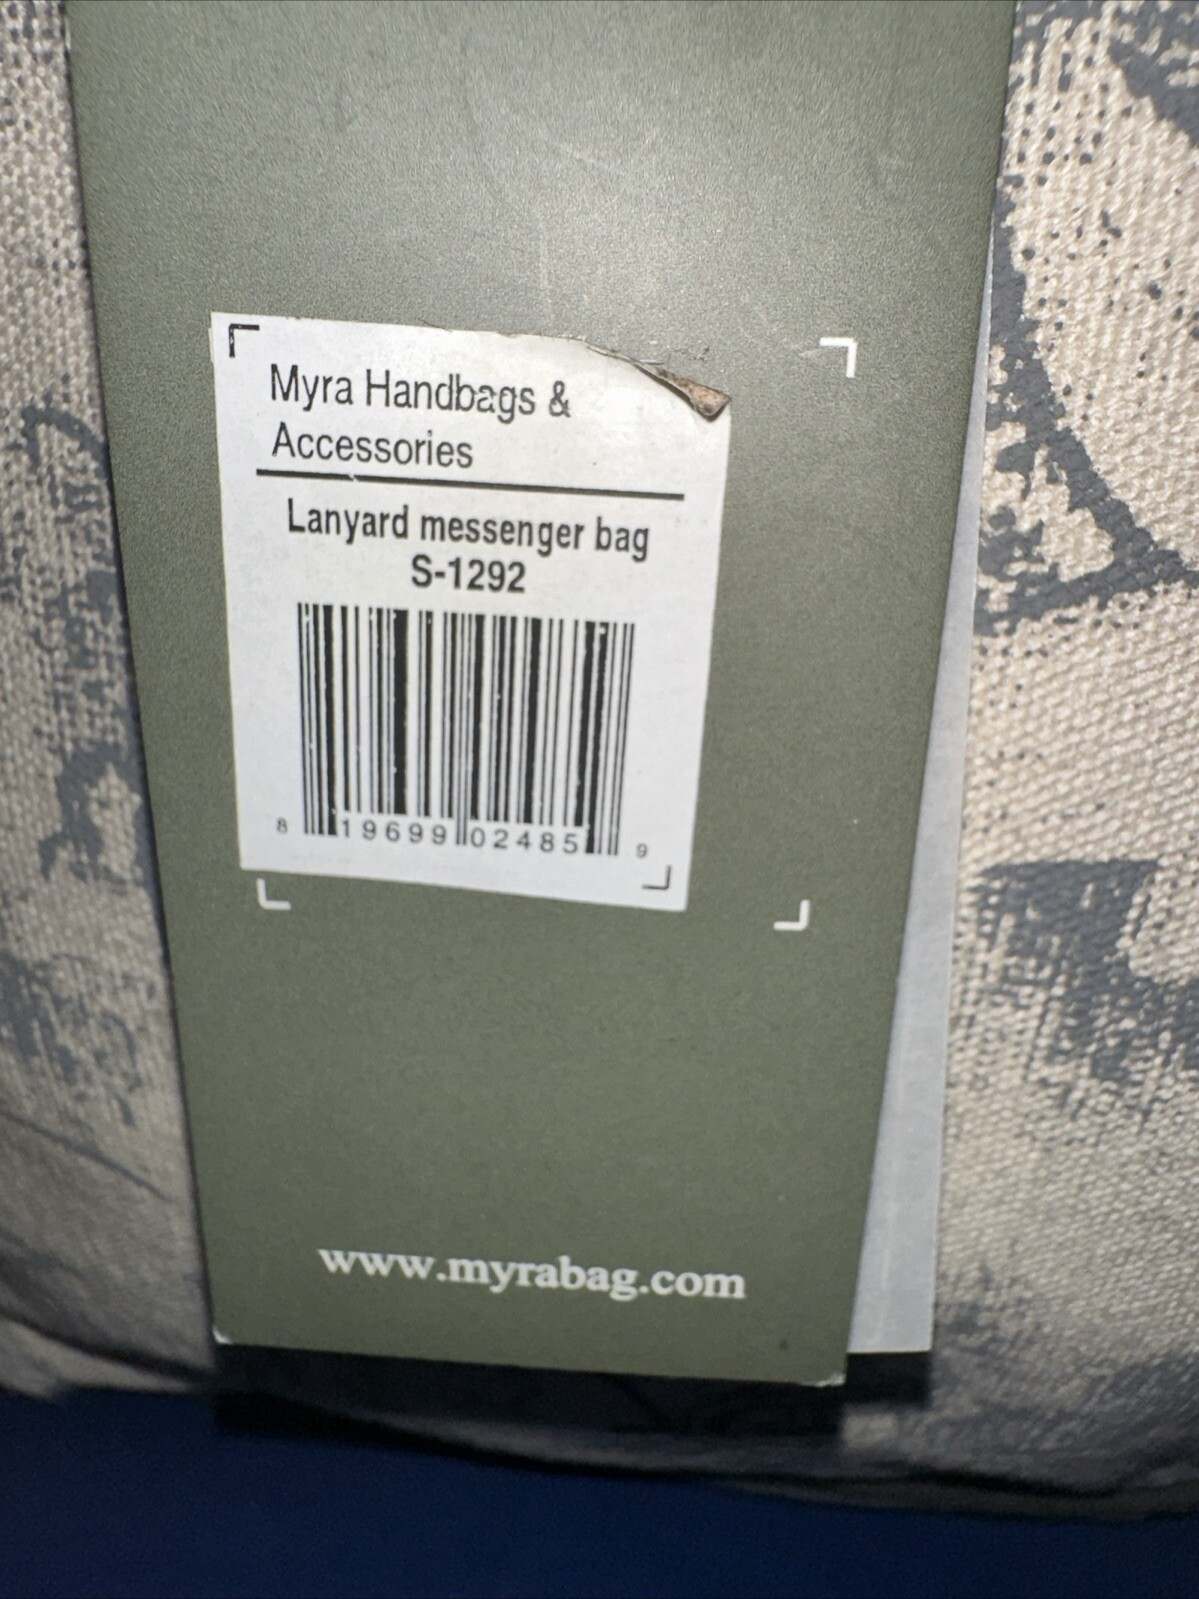 Myra Handbags &
Accessories
Lanyard messenger bag
S-1292
8 19699 02485 9
www.myrabag.com